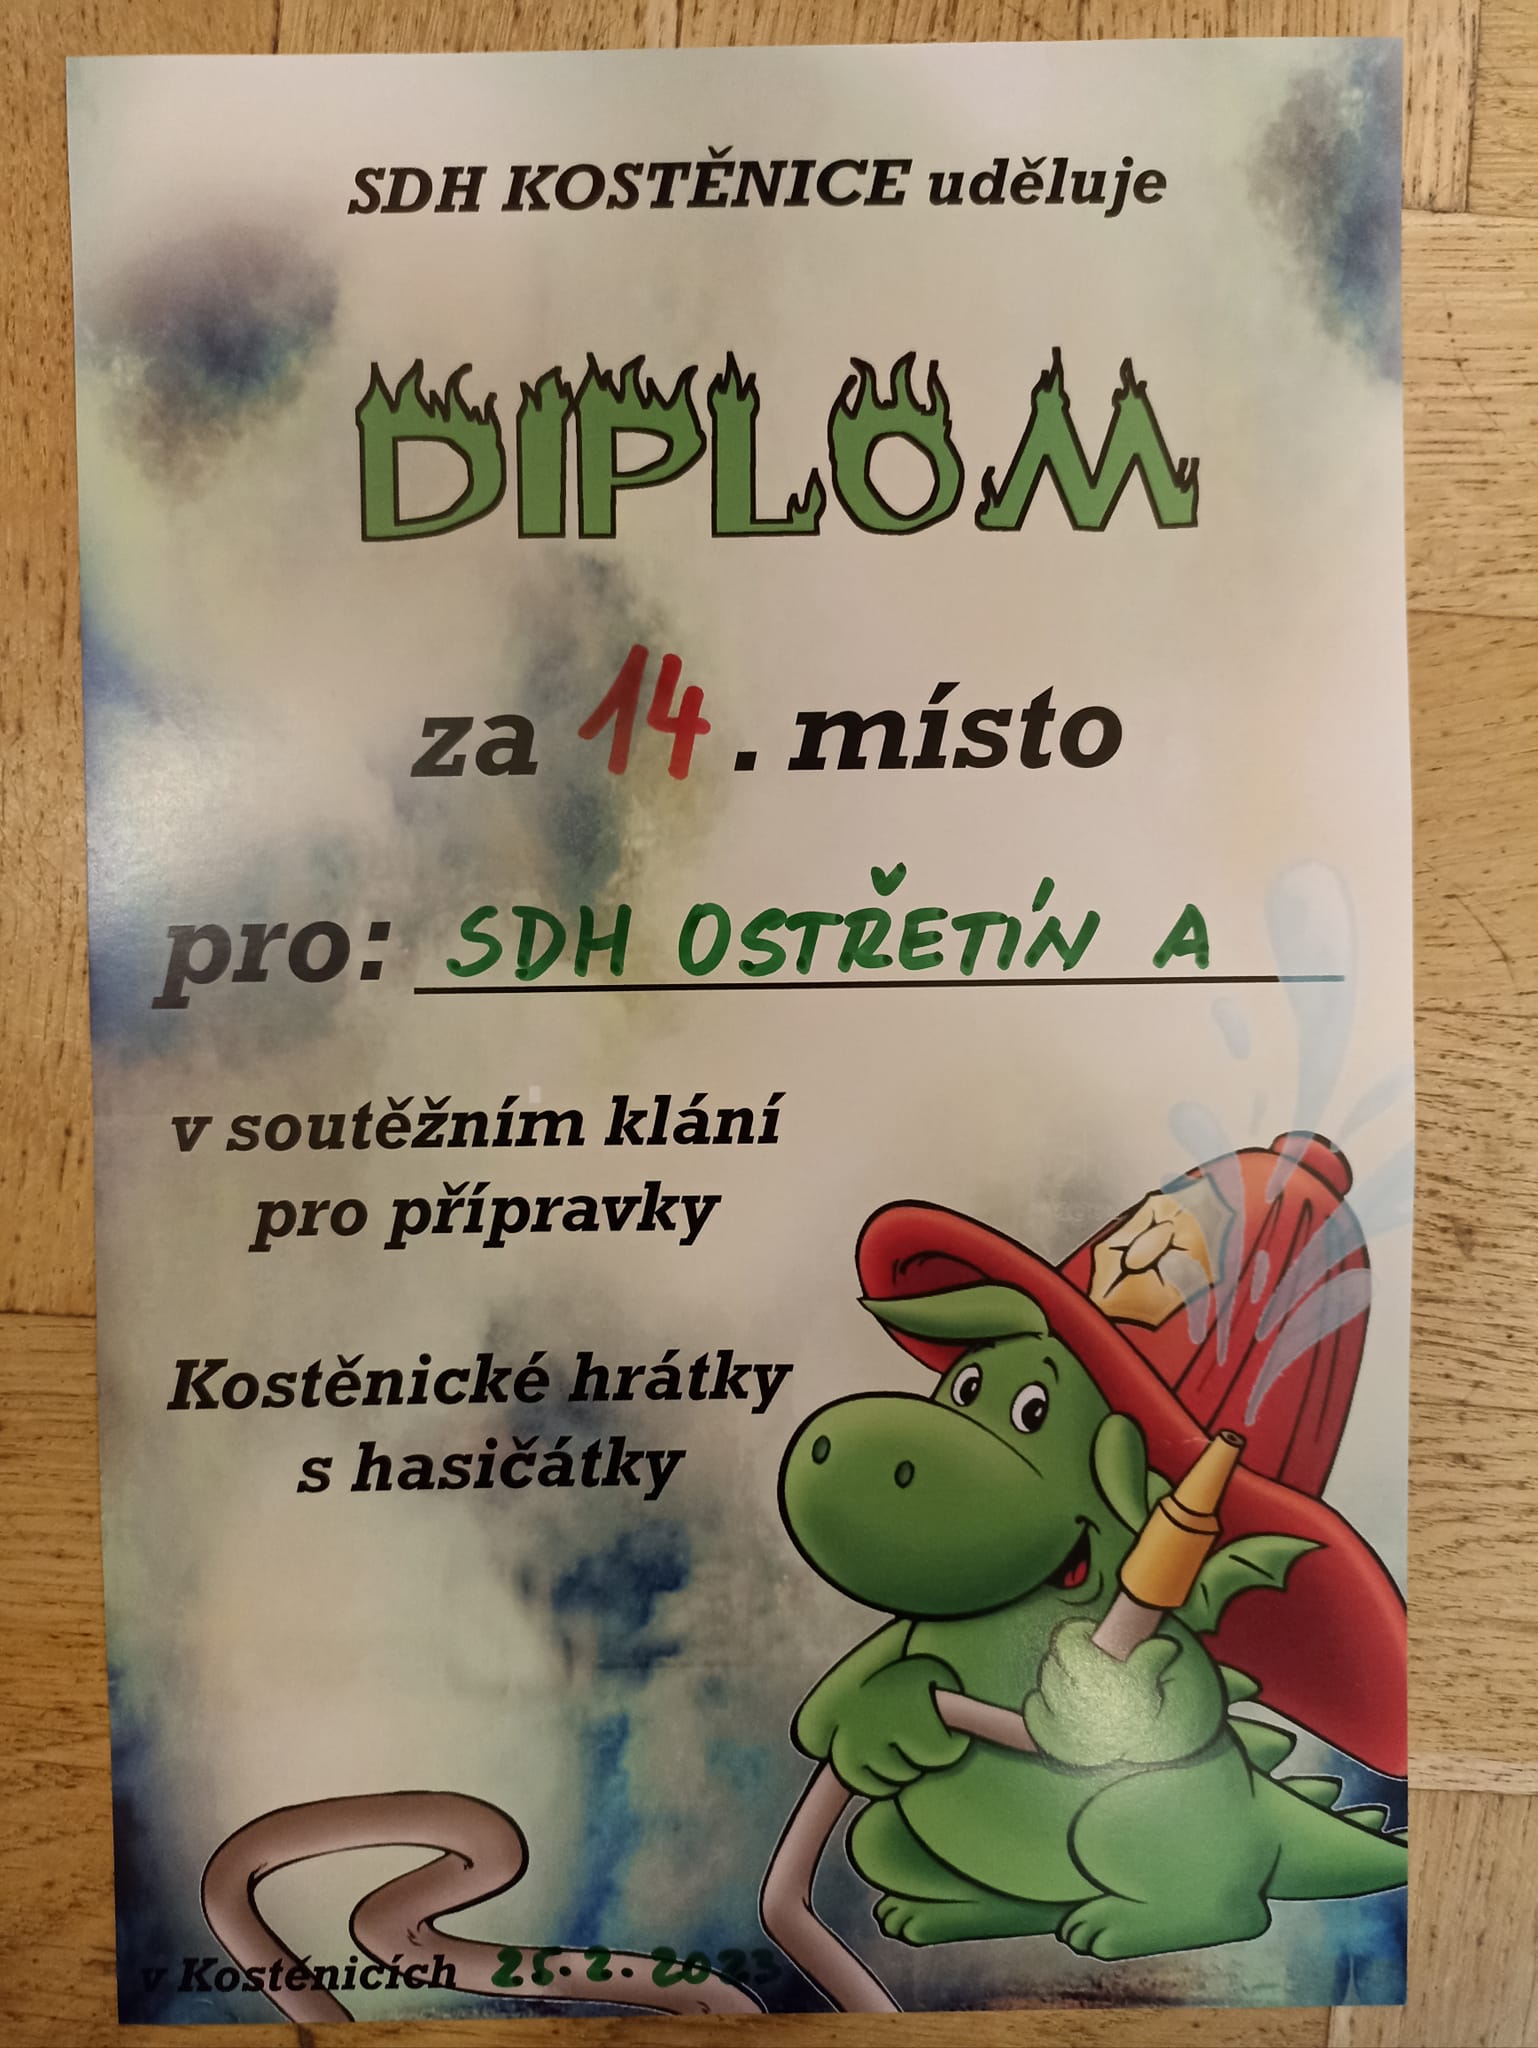 SDH KOSTĚNICE uděluje
DIPLOM
za 14. místo
pro: SDH OSTŘETÍN A
v soutěžním klání
pro přípravky
Kostěnické hrátky
s hasičátky
v Kostěnicích 25.2.2023